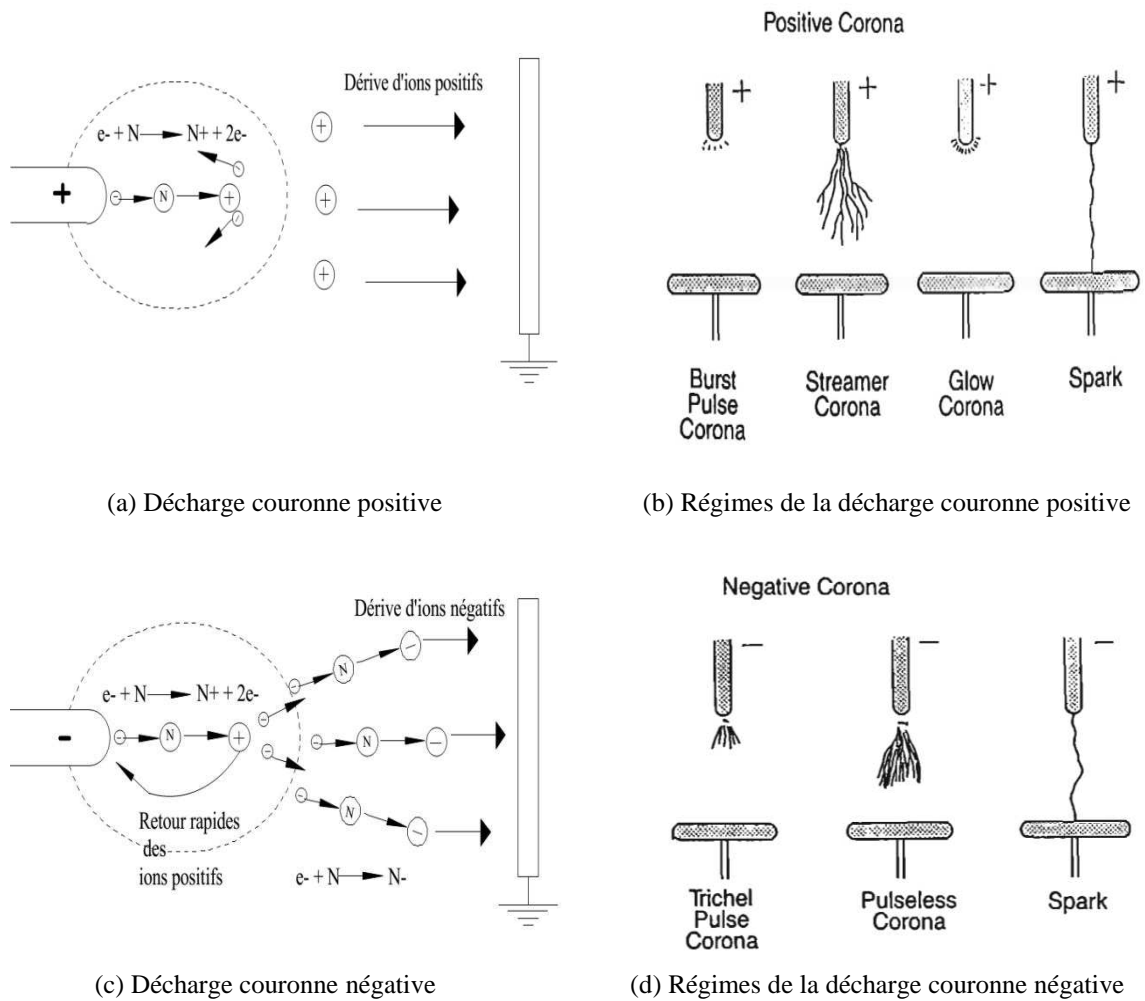 Dérive d'ions positifs
e- + N → N+ + 2e-
+
-
N
+
-
-
+
+
+
(a) Décharge couronne positive
Positive Corona
+
+
+
+
Burst
Pulse
Corona
Streamer
Corona
Glow
Corona
Spark
(b) Régimes de la décharge couronne positive
Dérive d'ions négatifs
e- + N → N+ + 2e-
-
-
N
+
-
N
-
-
-
N
-
-
-
N
-
Retour rapides
des
ions positifs
e- + N → N-
(c) Décharge couronne négative
Negative Corona
-
-
-
Trichel
Pulse
Corona
Pulseless
Corona
Spark
(d) Régimes de la décharge couronne négative